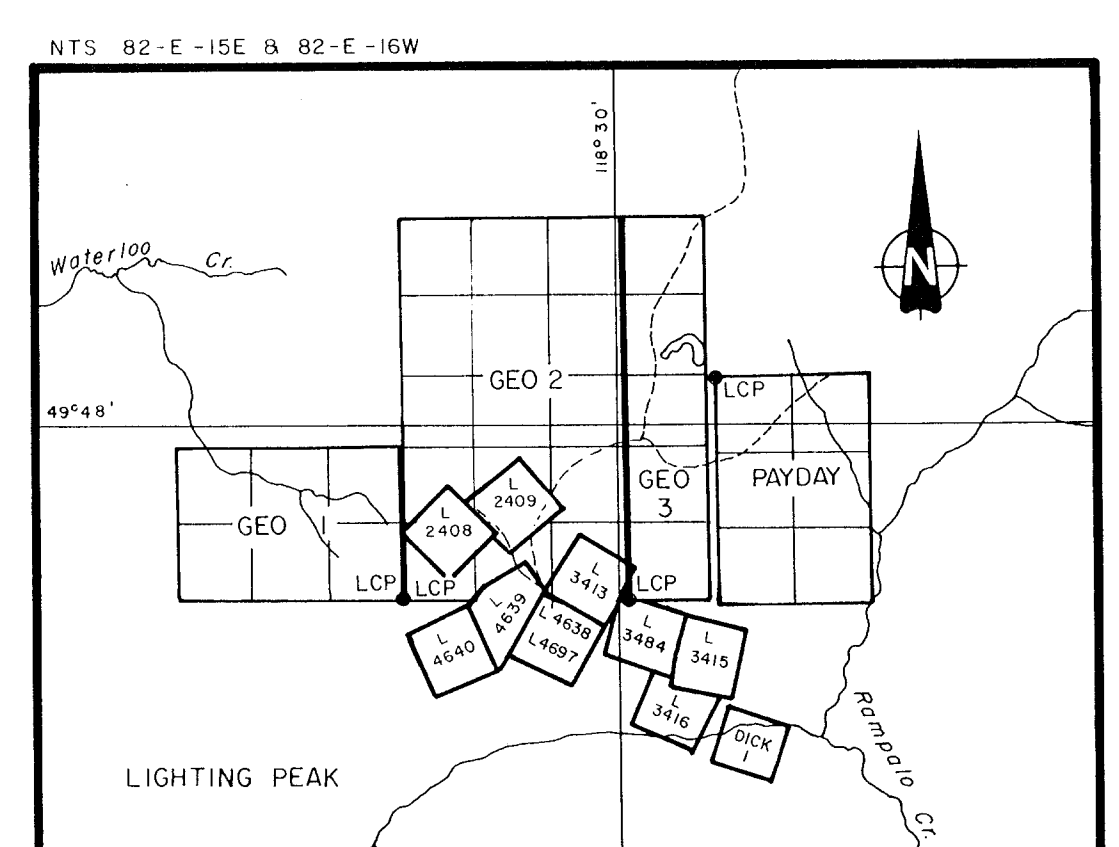 NTS 82-E-15E & 82-E-16W
118° 30'
N
Waterloo Cr.
GEO 2
LCP
49°48'
GEO 3
PAYDAY
L 2409
L 2408
GEO 1
LCP
LCP
L 3413
LCP
L 4639
L 4638
L 4697
L 4640
L 3484
L 3415
L 3416
DICK 1
Rampalo Cr.
LIGHTING PEAK